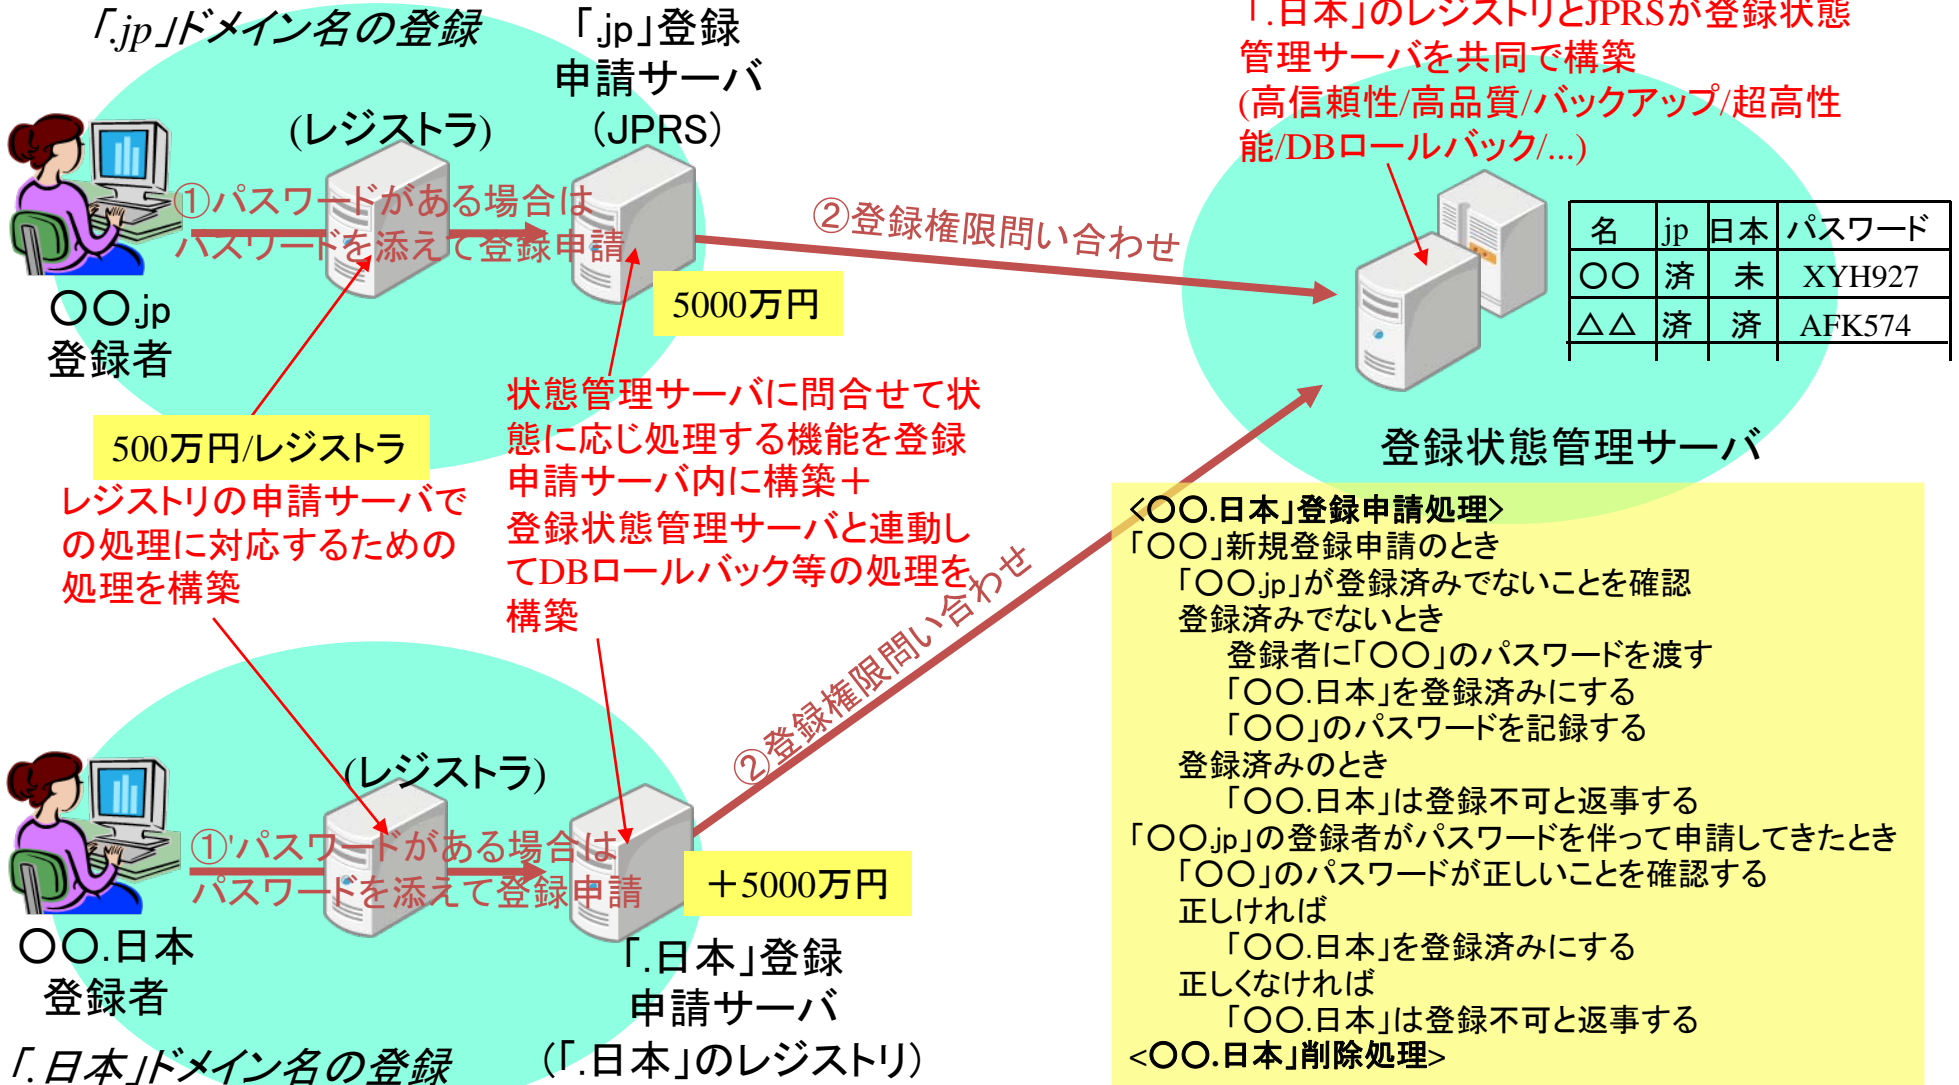 「.jp」ドメイン名の登録
「.jp」登録
申請サーバ
（JPRS）
(レジストラ)
①パスワードがある場合は
パスワードを添えて登録申請
〇〇.jp
登録者
5000万円
500万円/レジストラ
レジストリの申請サーバで
の処理に対応するための
処理を構築
状態管理サーバに問合せて状
態に応じ処理する機能を登録
申請サーバ内に構築＋
登録状態管理サーバと連動し
てDBロールバック等の処理を
構築
②登録権限問い合わせ
「.日本」のレジストリとJPRSが登録状態
管理サーバを共同で構築
(高信頼性/高品質/バックアップ/超高性
能/DBロールバック/...)
名 jp 日本 パスワード
〇〇 済 未 XYH927
△△ 済 済 AFK574
登録状態管理サーバ
②登録権限問い合わせ
(レジストラ)
①'パスワードがある場合は
パスワードを添えて登録申請
＋5000万円
〇〇.日本
登録者
「.日本」登録
申請サーバ
（「.日本」のレジストリ）
「.日本」ドメイン名の登録
<〇〇.日本」登録申請処理>
「〇〇」新規登録申請のとき
「〇〇.jp」が登録済みでないことを確認
登録済みでないとき
登録者に「〇〇」のパスワードを渡す
「〇〇.日本」を登録済みにする
「〇〇」のパスワードを記録する
登録済みのとき
「〇〇.日本」は登録不可と返事する
「〇〇.jp」の登録者がパスワードを伴って申請してきたとき
「〇〇」のパスワードが正しいことを確認する
正しければ
「〇〇.日本」を登録済みにする
正しくなければ
「〇〇.日本」は登録不可と返事する
<〇〇.日本」削除処理>